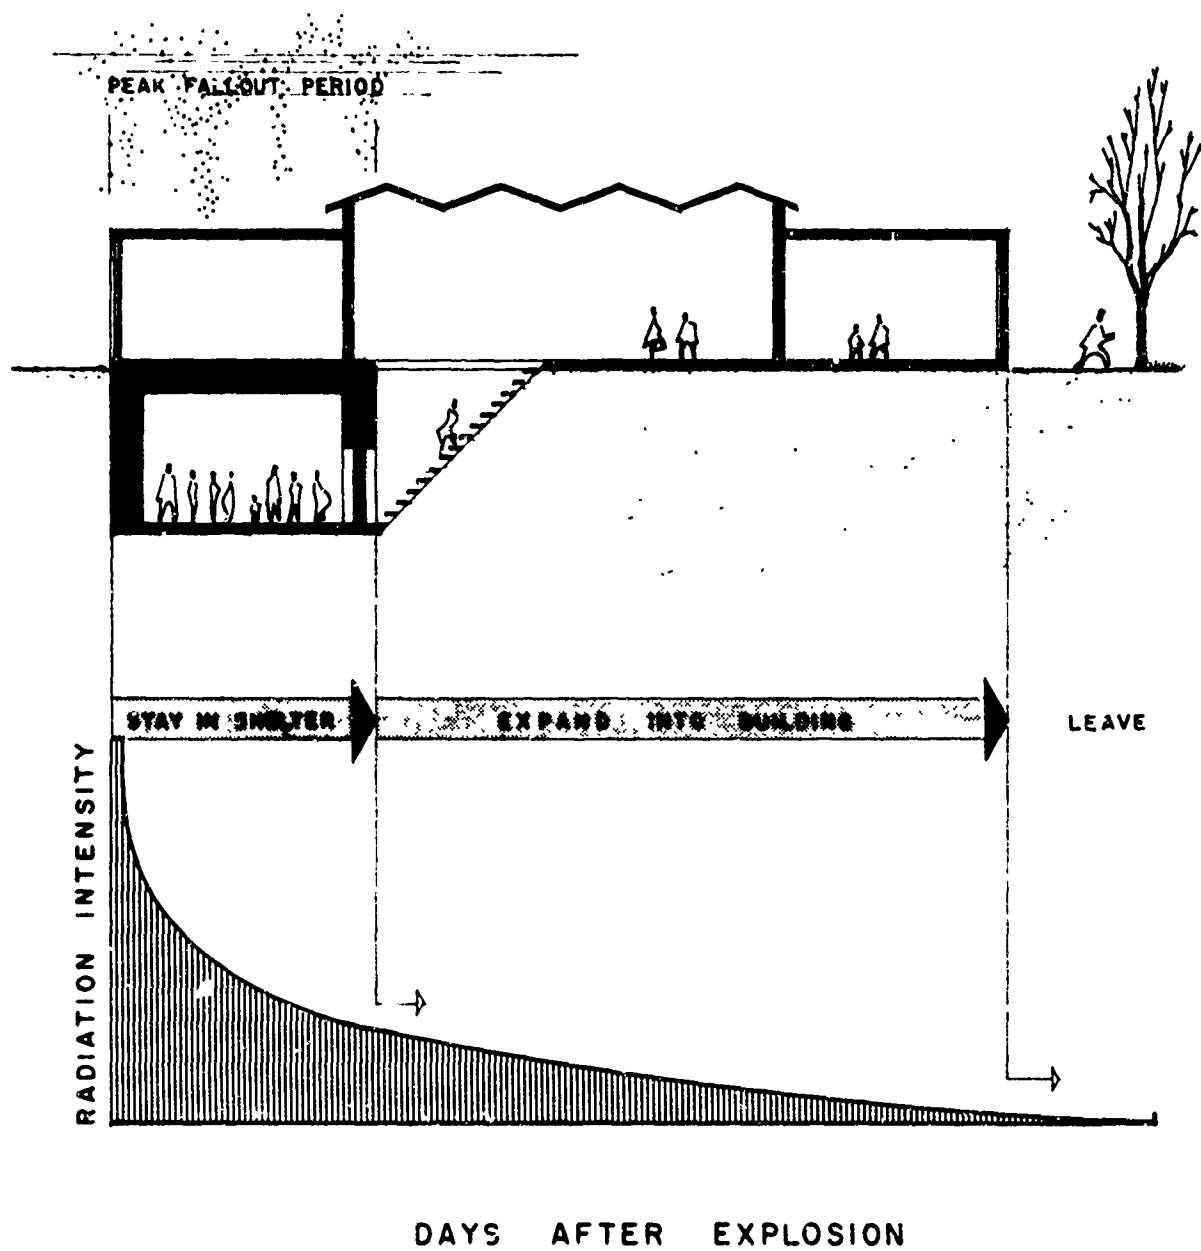 PEAK FALLOUT PERIOD
STAY IN SHELTER
EXPAND INTO BUILDING
LEAVE
RADIATION INTENSITY
DAYS AFTER EXPLOSION